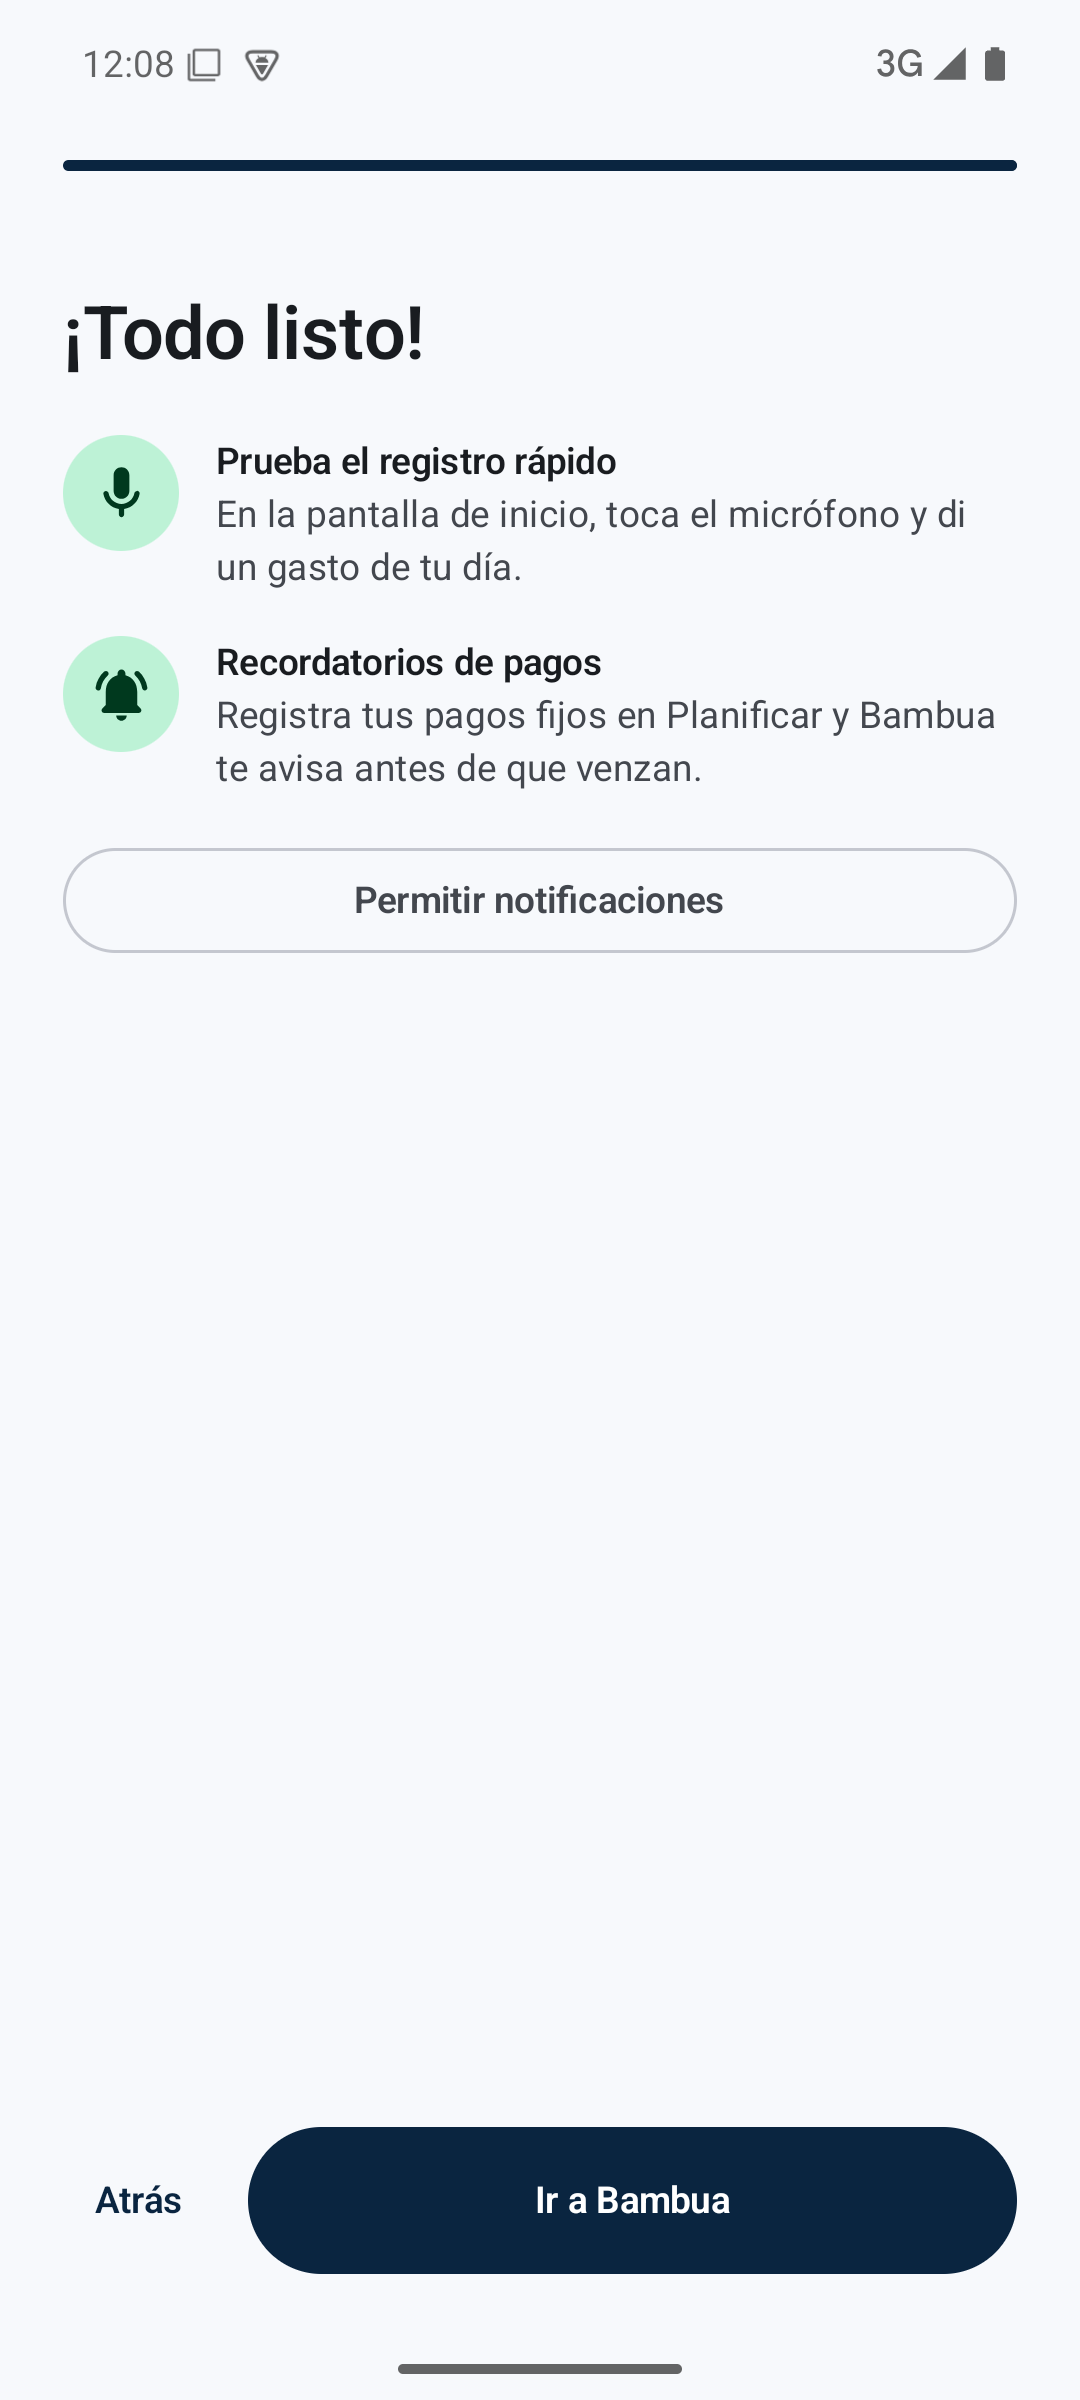 12:08
3G
¡Todo listo!
Prueba el registro rápido
En la pantalla de inicio, toca el micrófono y di
un gasto de tu día.
Recordatorios de pagos
Registra tus pagos fijos en Planificar y Bambua
te avisa antes de que venzan.
Permitir notificaciones
Atrás
Ir a Bambua